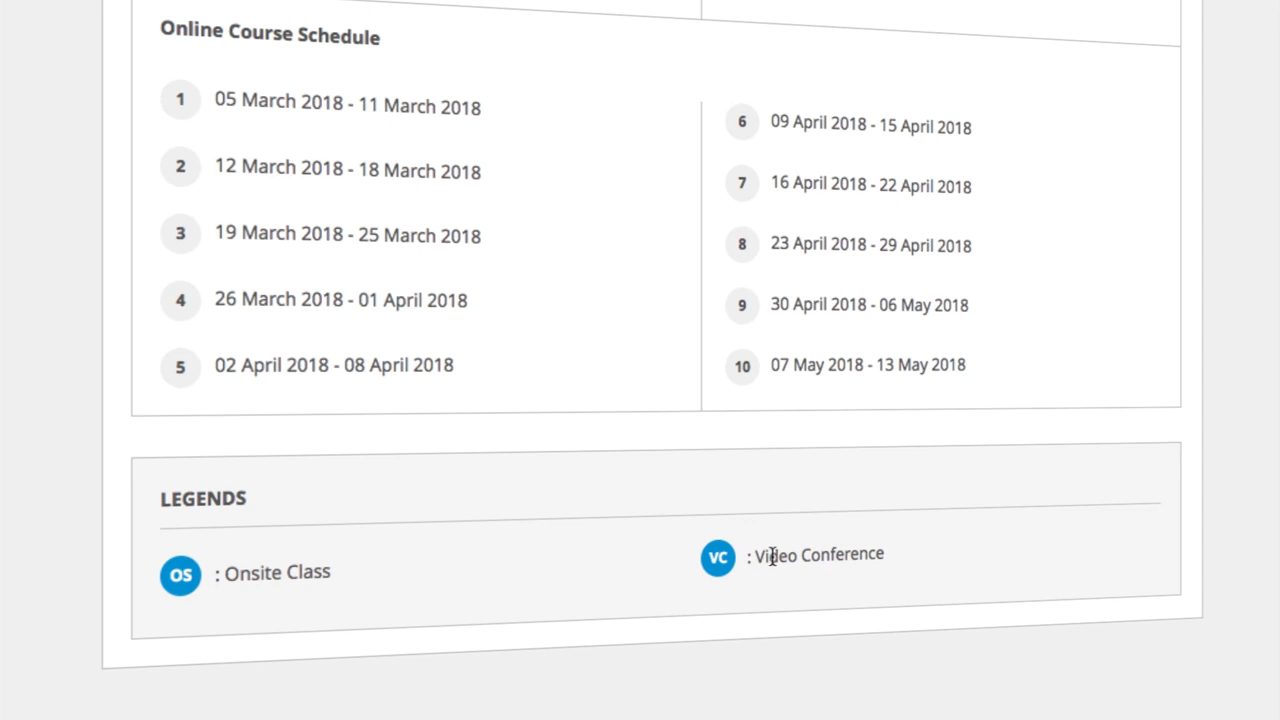 Online Course Schedule
1 05 March 2018 - 11 March 2018
2 12 March 2018 - 18 March 2018
3 19 March 2018 - 25 March 2018
4 26 March 2018 - 01 April 2018
5 02 April 2018 - 08 April 2018
6 09 April 2018 - 15 April 2018
7 16 April 2018 - 22 April 2018
8 23 April 2018 - 29 April 2018
9 30 April 2018 - 06 May 2018
10 07 May 2018 - 13 May 2018
LEGENDS
OS : Onsite Class
VC : Video Conference